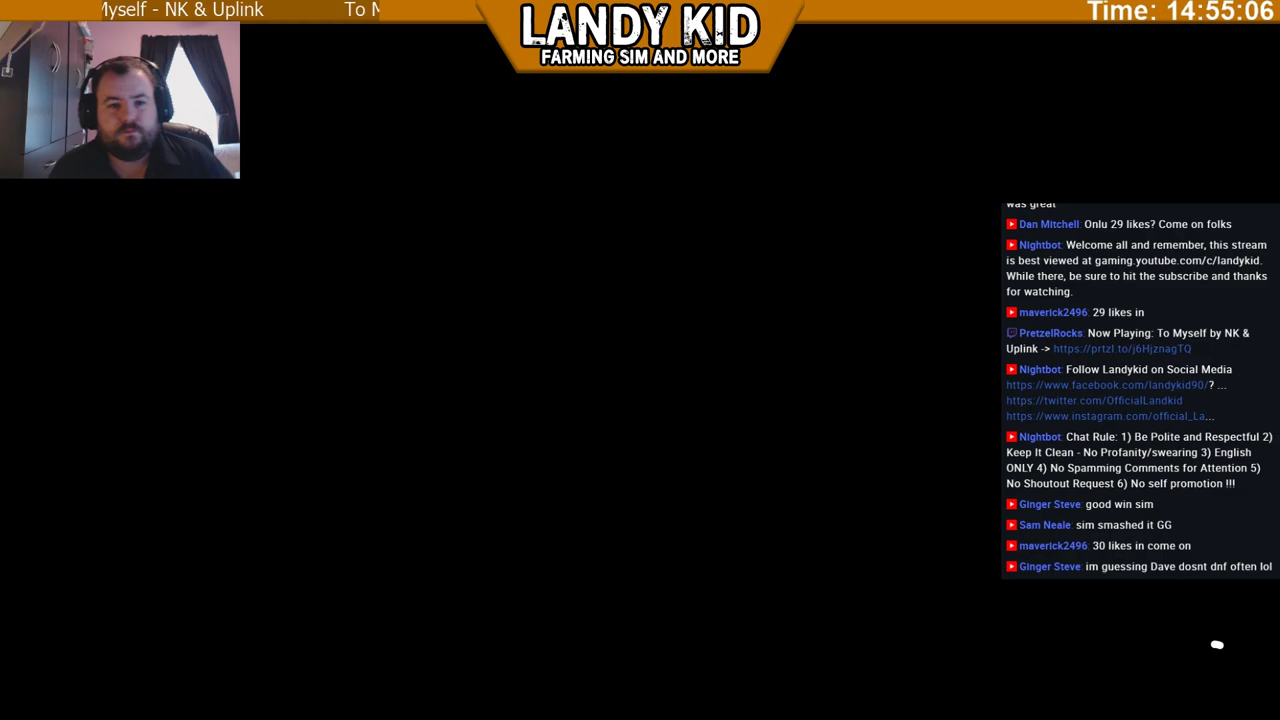 Myself - NK & Uplink
To M
LANDY KID
FARMING SIM AND MORE
Time: 14:55:06
was great
Dan Mitchell: Onlu 29 likes? Come on folks
Nightbot: Welcome all and remember, this stream
is best viewed at gaming.youtube.com/c/landykid.
While there, be sure to hit the subscribe and thanks
for watching.
maverick2496: 29 likes in
PretzelRocks: Now Playing: To Myself by NK &
Uplink -> https://prtzl.to/j6HjznagTQ
Nightbot: Follow Landykid on Social Media
https://www.facebook.com/landykid90/? ...
https://twitter.com/OfficialLandkid
https://www.instagram.com/official_La...
Nightbot: Chat Rule: 1) Be Polite and Respectful 2)
Keep It Clean - No Profanity/swearing 3) English
ONLY 4) No Spamming Comments for Attention 5)
No Shoutout Request 6) No self promotion !!!
Ginger Steve: good win sim
Sam Neale: sim smashed it GG
maverick2496: 30 likes in come on
Ginger Steve: im guessing Dave dosnt dnf often lol